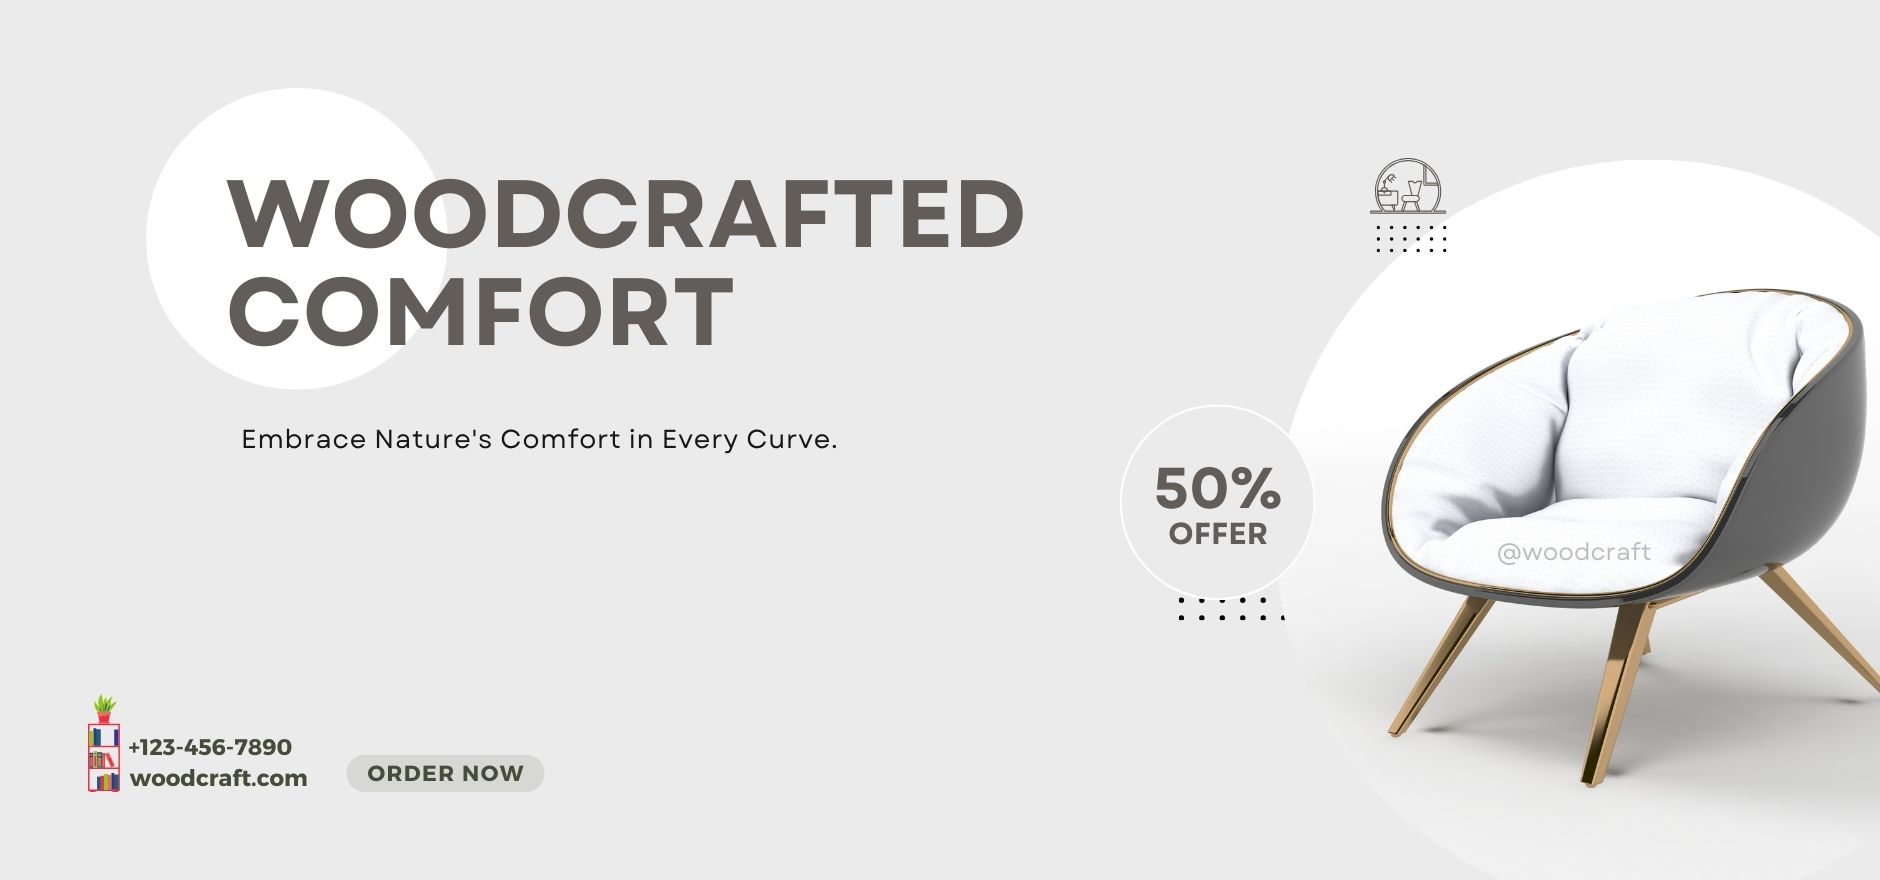 WOODCRAFTED
COMFORT
Embrace Nature's Comfort in Every Curve.
50%
OFFER
@woodcraft
+123-456-7890
woodcraft.com
ORDER NOW